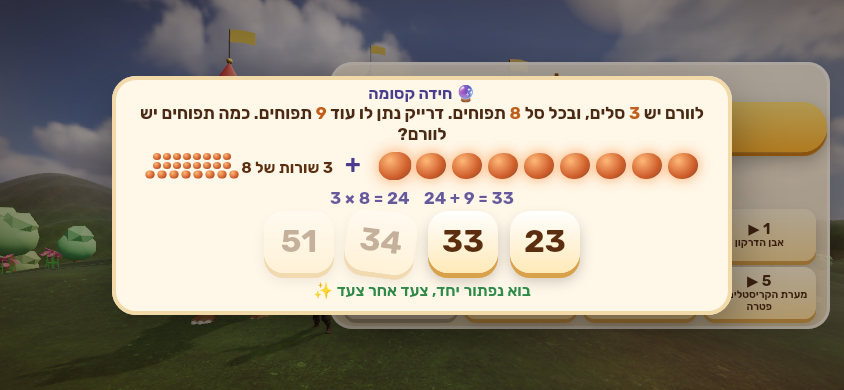 🔮 חידה קסומה
לוורם יש 3 סלים, ובכל סל 8 תפוחים. דרייק נתן לו עוד 9 תפוחים. כמה תפוחים יש
לוורם?
+ 3 שורות של 8
3 × 8 = 24 24 + 9 = 33
51 34 33 23
בוא נפתור יחד, צעד אחר צעד ✨
▶ 1
אבן הדרקון
▶ 5
פטרה